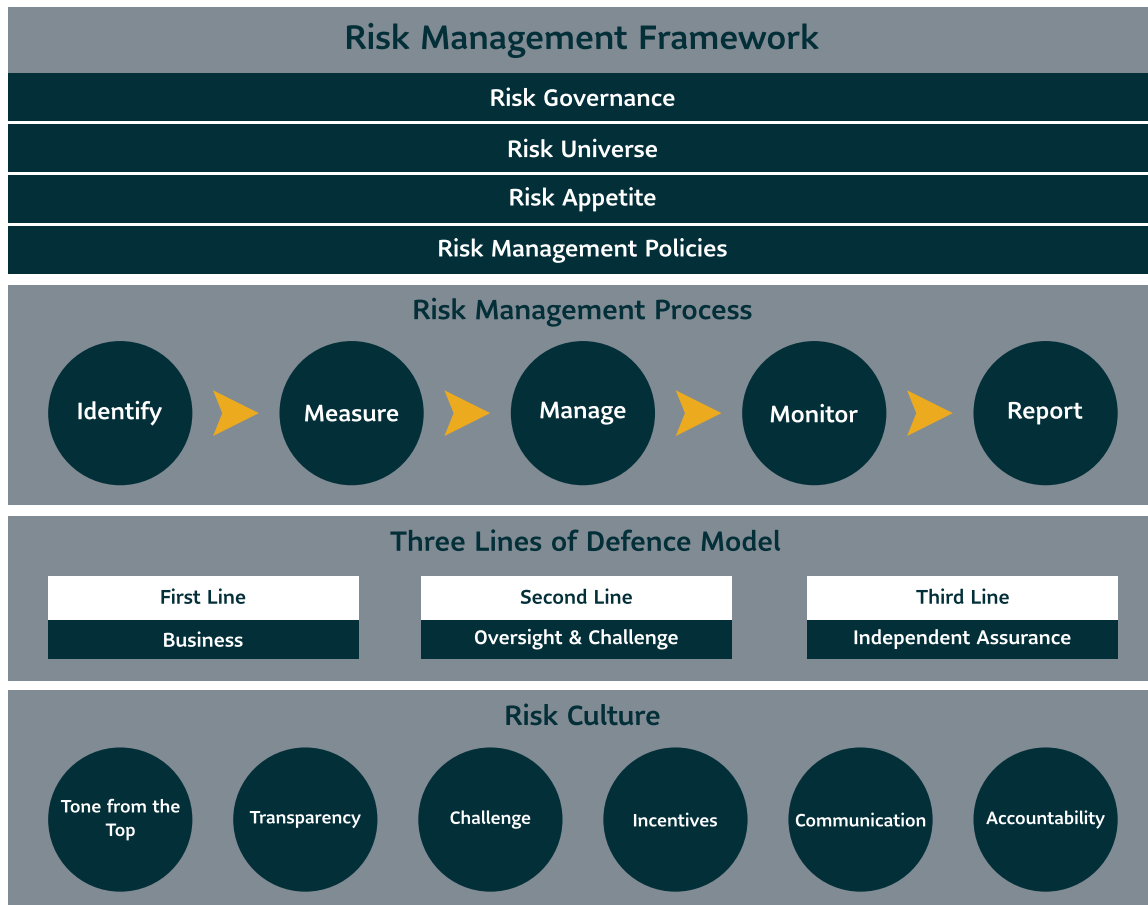 Risk Management Framework
Risk Governance
Risk Universe
Risk Appetite
Risk Management Policies
Risk Management Process
Identify
Measure
Manage
Monitor
Report
Three Lines of Defence Model
First Line
Business
Second Line
Oversight & Challenge
Third Line
Independent Assurance
Risk Culture
Tone from the
Top
Transparency
Challenge
Incentives
Communication
Accountability